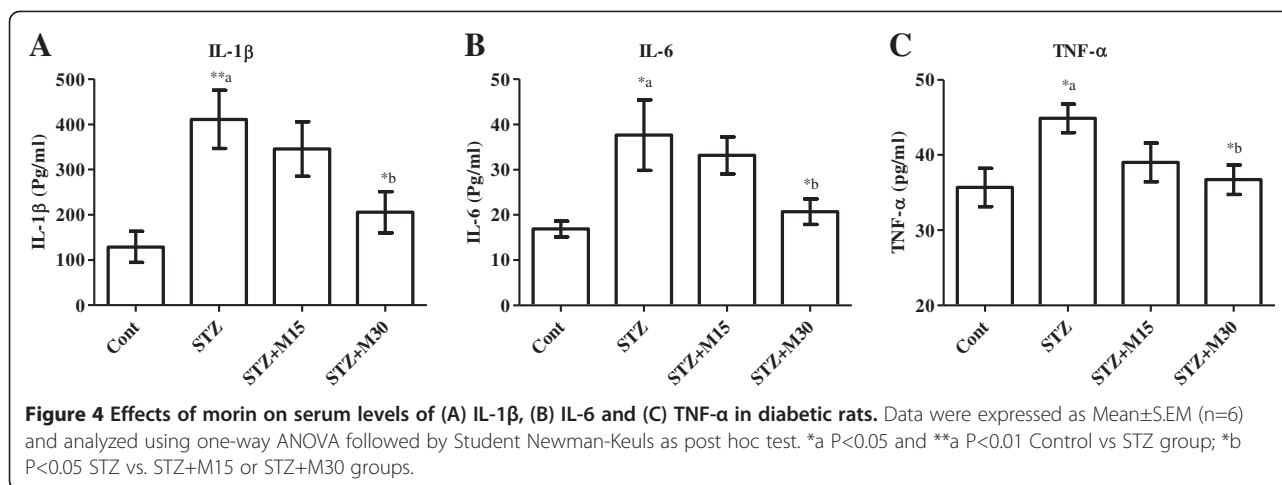 A
IL-1β
B
IL-6
C
TNF-α
500
400
300
200
100
0
IL-1β (Pg/ml)
**a
*b
Cont
STZ
STZ+M15
STZ+M30
50
40
30
20
10
0
IL-6 (Pg/ml)
*a
*b
Cont
STZ
STZ+M15
STZ+M30
50
40
30
20
TNF-α (pg/ml)
*a
*b
Cont
STZ
STZ+M15
STZ+M30
Figure 4 Effects of morin on serum levels of (A) IL-1β, (B) IL-6 and (C) TNF-α in diabetic rats. Data were expressed as Mean±S.EM (n=6)
and analyzed using one-way ANOVA followed by Student Newman-Keuls as post hoc test. *a P<0.05 and **a P<0.01 Control vs STZ group; *b
P<0.05 STZ vs. STZ+M15 or STZ+M30 groups.